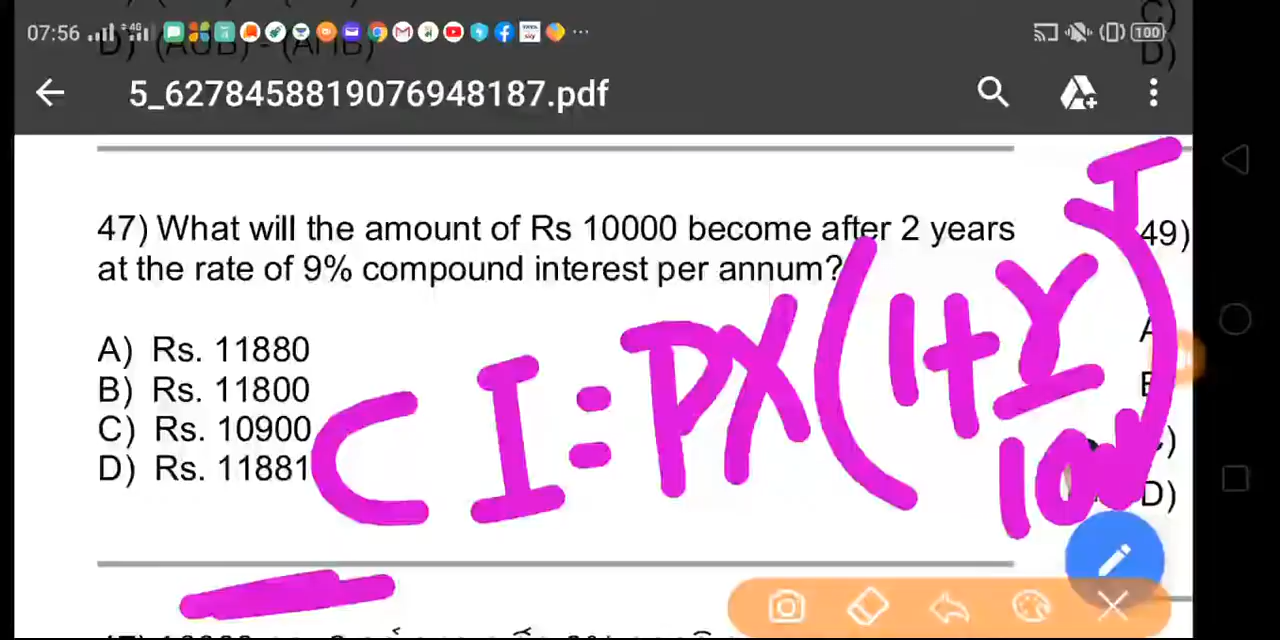 07:56
100
5_6278458819076948187.pdf
47) What will the amount of Rs 10000 become after 2 years
at the rate of 9% compound interest per annum?
49)
A) Rs. 11880
B) Rs. 11800
C) Rs. 10900
D) Rs. 11881
CI=PX(1+r/100)T
D)